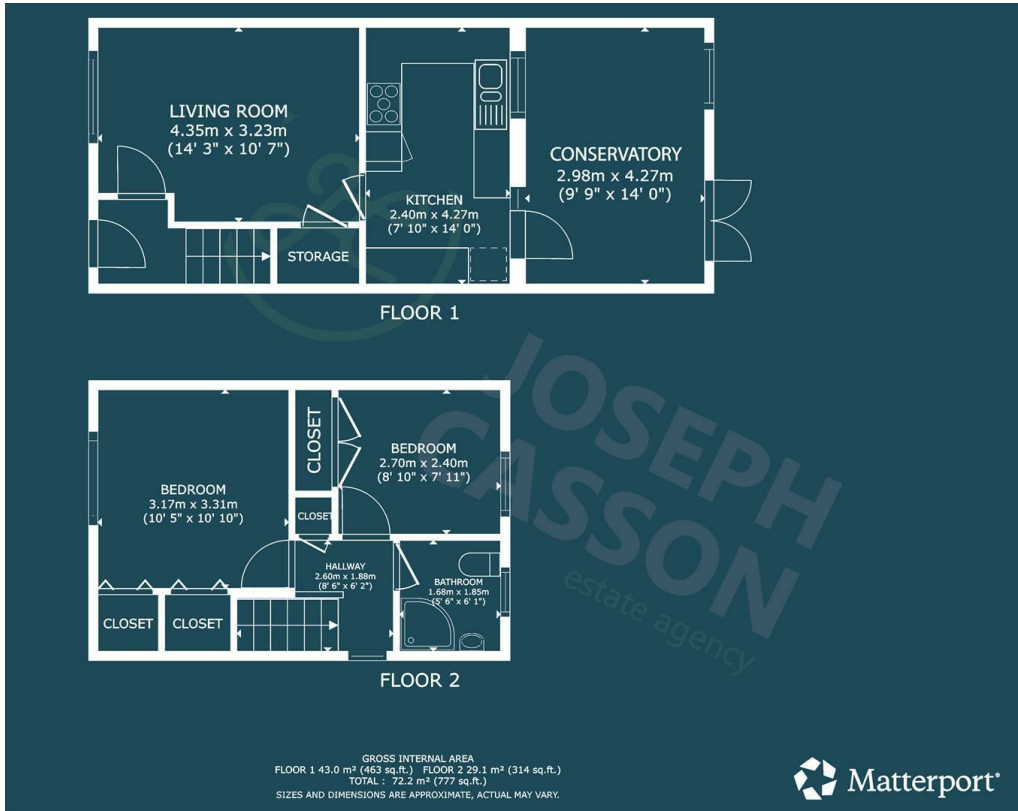 LIVING ROOM
4.35m x 3.23m
(14' 3" x 10' 7")
KITCHEN
2.40m x 4.27m
(7' 10" x 14' 0")
CONSERVATORY
2.98m x 4.27m
(9' 9" x 14' 0")
STORAGE
FLOOR 1
CLOSET
BEDROOM
2.70m x 2.40m
(8' 10" x 7' 11")
BEDROOM
3.17m x 3.31m
(10' 5" x 10' 10")
CLOSET
HALLWAY
2.60m x 1.88m
(8' 6" x 6' 2")
BATHROOM
1.68m x 1.85m
(5' 6" x 6' 1")
CLOSET
CLOSET
FLOOR 2
JOSEPH
CASSON
estate agency
GROSS INTERNAL AREA
FLOOR 1 43.0 m² (463 sq.ft.) FLOOR 2 29.1 m² (314 sq.ft.)
TOTAL : 72.2 m² (777 sq.ft.)
SIZES AND DIMENSIONS ARE APPROXIMATE, ACTUAL MAY VARY.
Matterport®